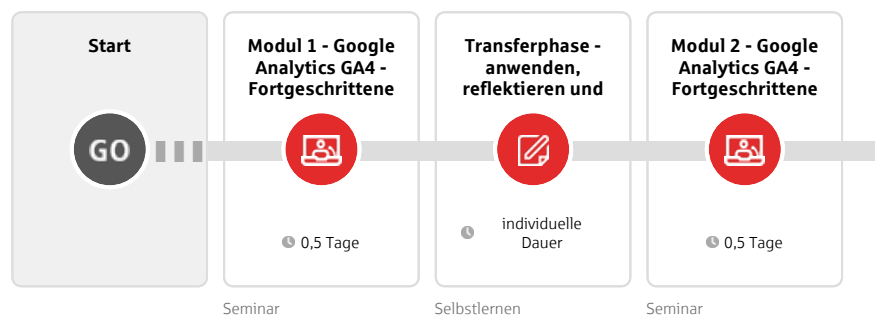 Start
GO
Modul 1 - Google
Analytics GA4 -
Fortgeschrittene
0,5 Tage
Seminar
Transferphase -
anwenden,
reflektieren und
individuelle
Dauer
Selbstlernen
Modul 2 - Google
Analytics GA4 -
Fortgeschrittene
0,5 Tage
Seminar